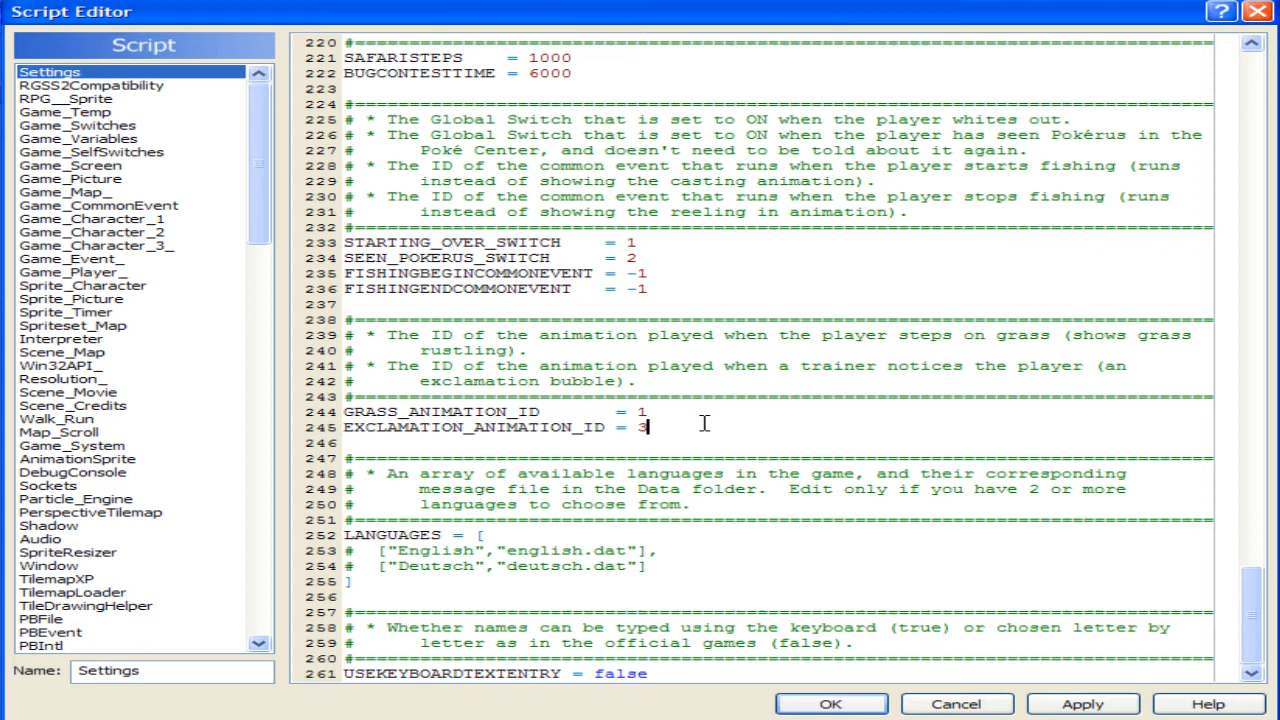 Script Editor
Script
Settings
RGSS2Compatibility
RPG__Sprite
Game_Temp
Game_Switches
Game_Variables
Game_SelfSwitches
Game_Screen
Game_Picture
Game_Map_
Game_CommonEvent
Game_Character_1
Game_Character_2
Game_Character_3_
Game_Event_
Game_Player_
Sprite_Character
Sprite_Picture
Sprite_Timer
Spriteset_Map
Interpreter
Scene_Map
Win32API_
Resolution_
Scene_Movie
Scene_Credits
Walk_Run
Map_Scroll
Game_System
AnimationSprite
DebugConsole
Sockets
Particle_Engine
PerspectiveTilemap
Shadow
Audio
SpriteResizer
Window
TilemapXP
TilemapLoader
TileDrawingHelper
PBFile
PBEvent
PBIntl
Name: Settings
220 #================================================================================
221 SAFARISTEPS    = 1000
222 BUGCONTESTTIME = 6000
223
224 #================================================================================
225 # * The Global Switch that is set to ON when the player whites out.
226 # * The Global Switch that is set to ON when the player has seen Pokérus in the
227 #      Poké Center, and doesn't need to be told about it again.
228 # * The ID of the common event that runs when the player starts fishing (runs
229 #      instead of showing the casting animation).
230 # * The ID of the common event that runs when the player stops fishing (runs
231 #      instead of showing the reeling in animation).
232 #================================================================================
233 STARTING_OVER_SWITCH    = 1
234 SEEN_POKERUS_SWITCH     = 2
235 FISHINGBEGINCOMMONEVENT = -1
236 FISHINGENDCOMMONEVENT   = -1
237
238 #================================================================================
239 # * The ID of the animation played when the player steps on grass (shows grass
240 #      rustling).
241 # * The ID of the animation played when a trainer notices the player (an
242 #      exclamation bubble).
243 #================================================================================
244 GRASS_ANIMATION_ID       = 1
245 EXCLAMATION_ANIMATION_ID = 3
246
247 #================================================================================
248 # * An array of available languages in the game, and their corresponding
249 #      message file in the Data folder.  Edit only if you have 2 or more
250 #      languages to choose from.
251 #================================================================================
252 LANGUAGES = [
253 #  ["English","english.dat"],
254 #  ["Deutsch","deutsch.dat"]
255 ]
256
257 #================================================================================
258 # * Whether names can be typed using the keyboard (true) or chosen letter by
259 #      letter as in the official games (false).
260 #================================================================================
261 USEKEYBOARDTEXTENTRY = false
OK
Cancel
Apply
Help